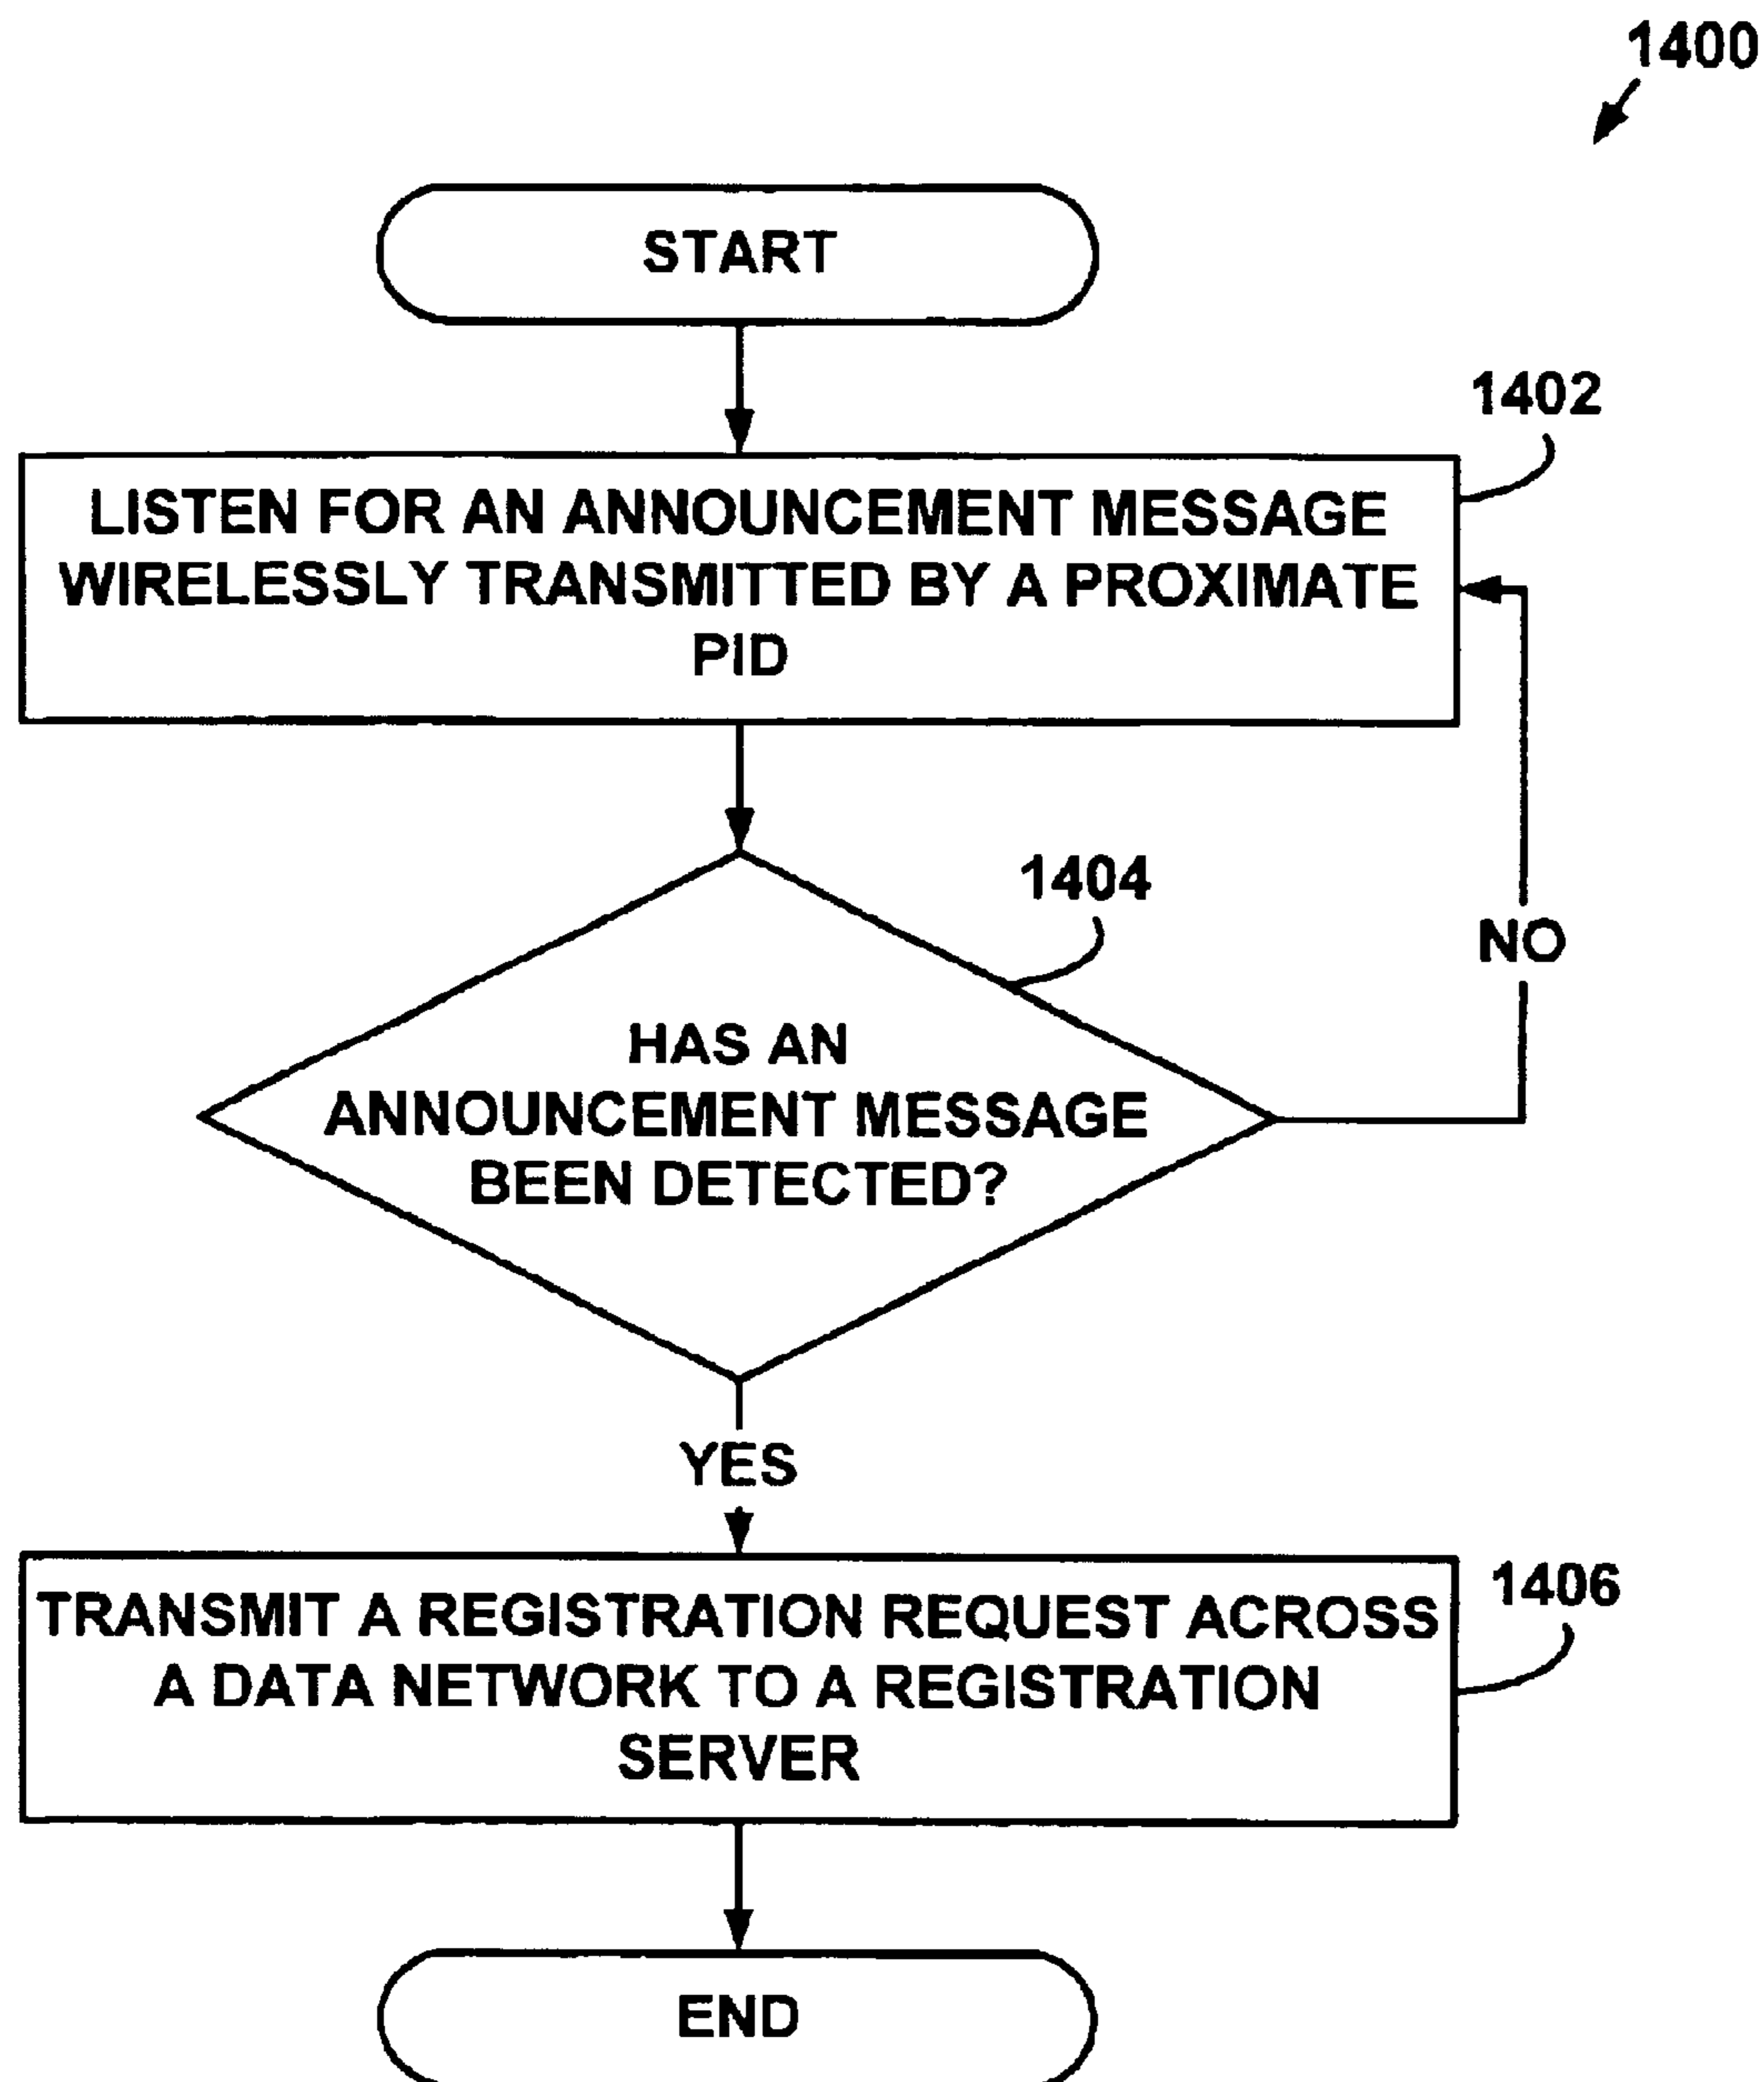 1400
START
1402
LISTEN FOR AN ANNOUNCEMENT MESSAGE
WIRELESSLY TRANSMITTED BY A PROXIMATE
PID
1404
NO
HAS AN
ANNOUNCEMENT MESSAGE
BEEN DETECTED?
YES
1406
TRANSMIT A REGISTRATION REQUEST ACROSS
A DATA NETWORK TO A REGISTRATION
SERVER
END